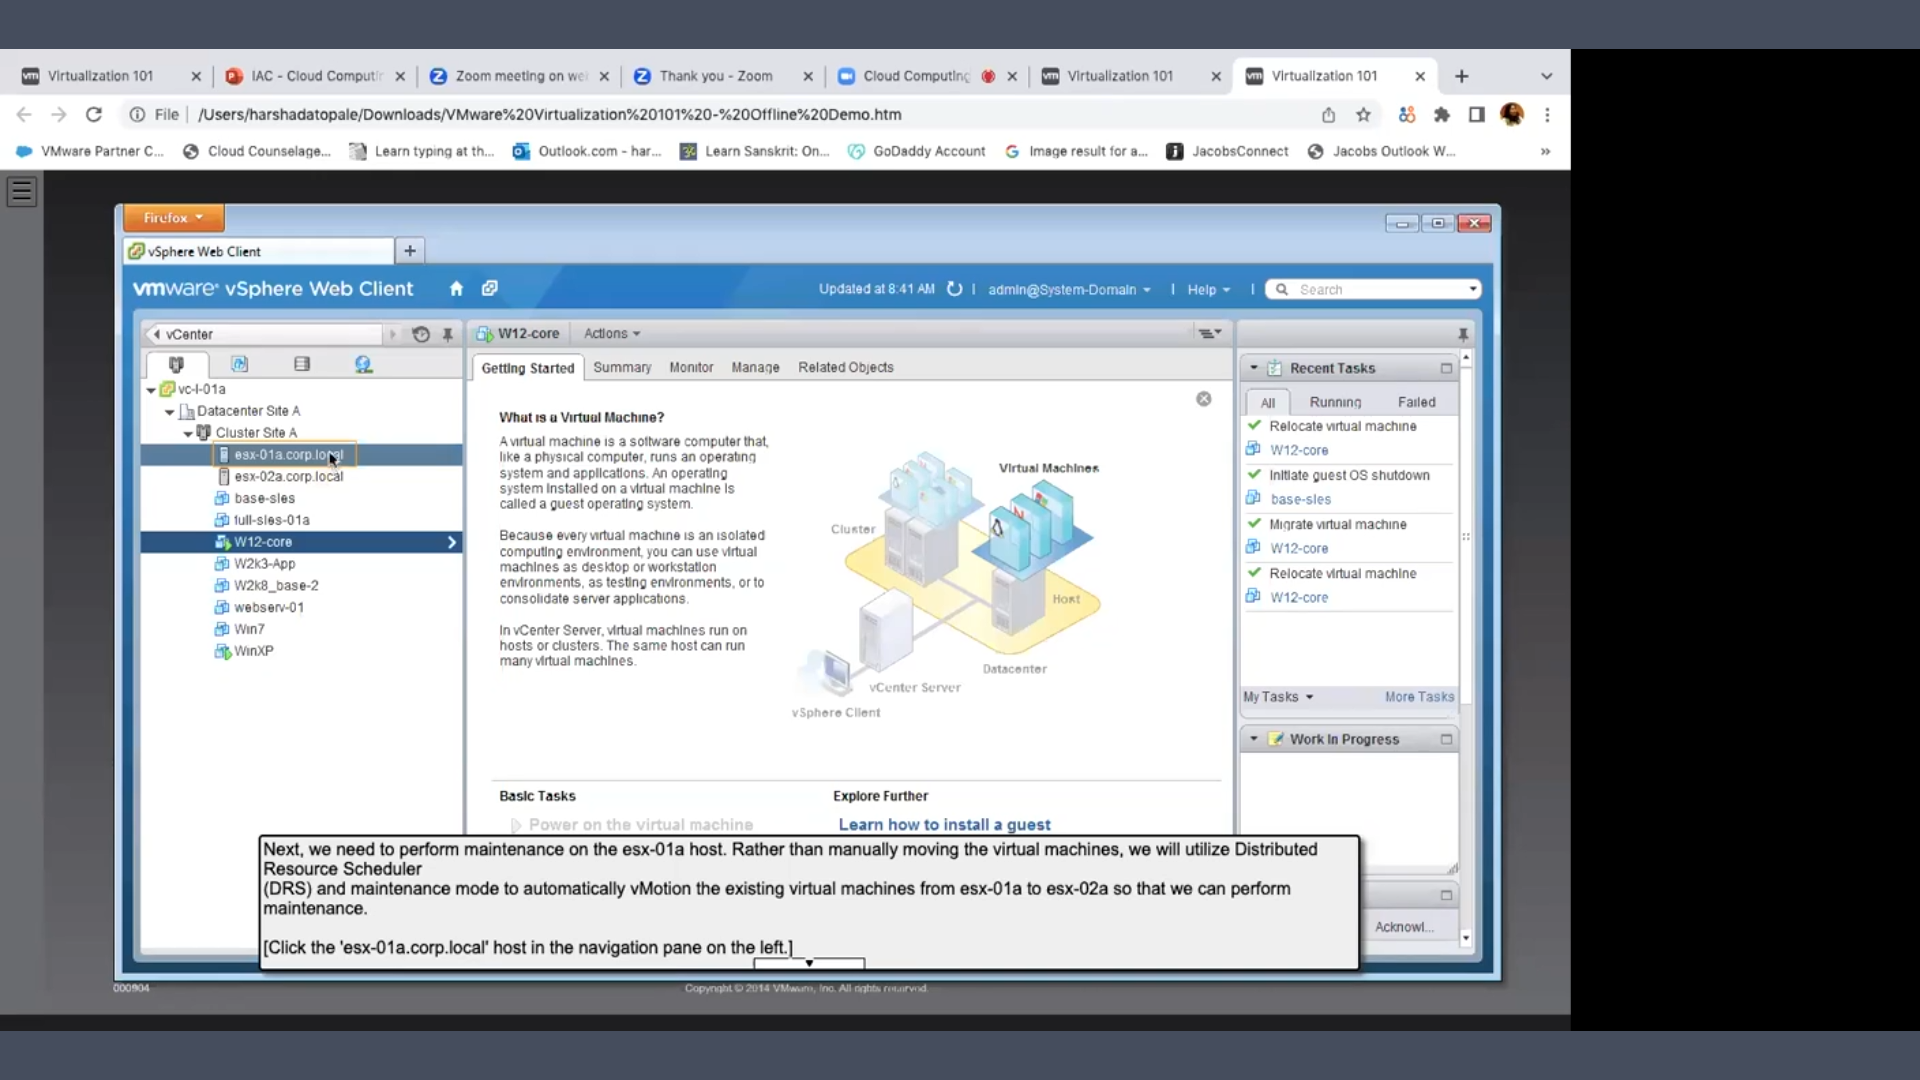 Virtualization 101
IAC - Cloud Computin
Zoom meeting on we
Thank you - Zoom
Cloud Computing
Virtualization 101
Virtualization 101
File
/Users/harshadatopale/Downloads/VMware%20Virtualization%20101%20-%20Offline%20Demo.htm
VMware Partner C...
Cloud Counselage...
Learn typing at th...
Outlook.com - har...
Learn Sanskrit: On...
GoDaddy Account
Image result for a...
JacobsConnect
Jacobs Outlook W...
»
Firefox
vSphere Web Client
vmware® vSphere Web Client
Updated at 8:41 AM
admin@System-Domain
Help
Search
vCenter
W12-core
Actions
Getting Started
Summary
Monitor
Manage
Related Objects
vc-l-01a
Datacenter Site A
Cluster Site A
esx-01a.corp.local
esx-02a.corp.local
base-sles
full-sles-01a
W12-core
W2k3-App
W2k8_base-2
webserv-01
Win7
WinXP
What is a Virtual Machine?
A virtual machine is a software computer that,
like a physical computer, runs an operating
system and applications. An operating
system installed on a virtual machine is
called a guest operating system.
Because every virtual machine is an isolated
computing environment, you can use virtual
machines as desktop or workstation
environments, as testing environments, or to
consolidate server applications.
In vCenter Server, virtual machines run on
hosts or clusters. The same host can run
many virtual machines.
Virtual Machines
Cluster
Host
Datacenter
vCenter Server
vSphere Client
Basic Tasks
Power on the virtual machine
Explore Further
Learn how to install a guest
Recent Tasks
All
Running
Failed
Relocate virtual machine
W12-core
Initiate guest OS shutdown
base-sles
Migrate virtual machine
W12-core
Relocate virtual machine
W12-core
My Tasks
More Tasks
Work In Progress
Acknowl...
Next, we need to perform maintenance on the esx-01a host. Rather than manually moving the virtual machines, we will utilize Distributed
Resource Scheduler
(DRS) and maintenance mode to automatically vMotion the existing virtual machines from esx-01a to esx-02a so that we can perform
maintenance.
[Click the 'esx-01a.corp.local' host in the navigation pane on the left.]
000904
Copyright © 2014 VMware, Inc. All rights reserved.